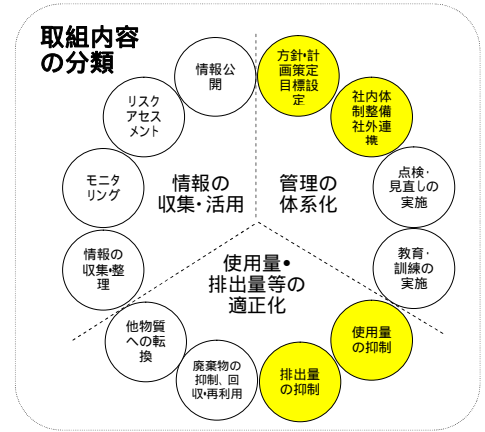 取組内容
の分類
情報公
開
方針・計
画策定
目標設
定
社内体
制整備
社外連
携
点検・
見直しの
実施
教育・
訓練の
実施
使用量
の抑制
排出量
の抑制
廃棄物の
抑制、回
収・再利用
他物質
への転
換
情報の
収集・整
理
モニタ
リング
リスク
アセス
メント
情報の
収集・活用
管理の
体系化
使用量・
排出量等の
適正化